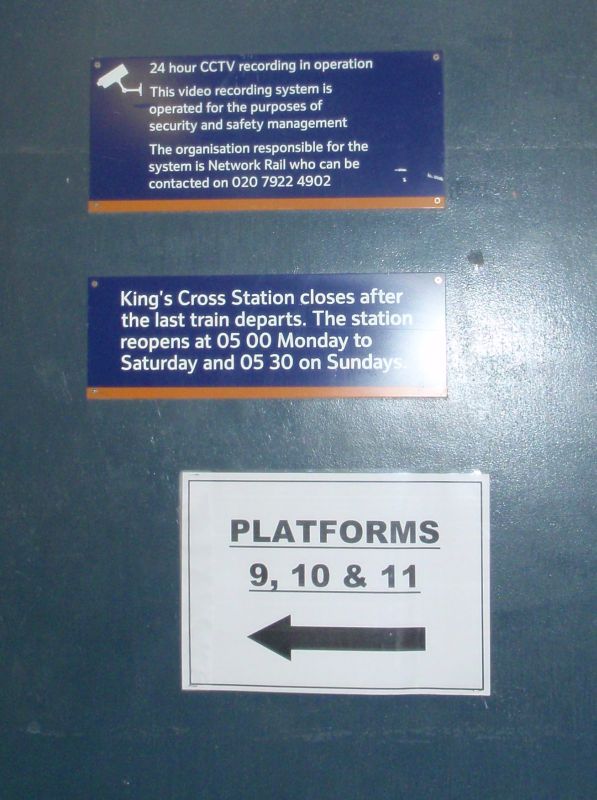 24 hour CCTV recording in operation
This video recording system is
operated for the purposes of
security and safety management
The organisation responsible for the
system is Network Rail who can be
contacted on 020 7922 4902
King's Cross Station closes after
the last train departs. The station
reopens at 05 00 Monday to
Saturday and 05 30 on Sundays.
PLATFORMS
9, 10 & 11